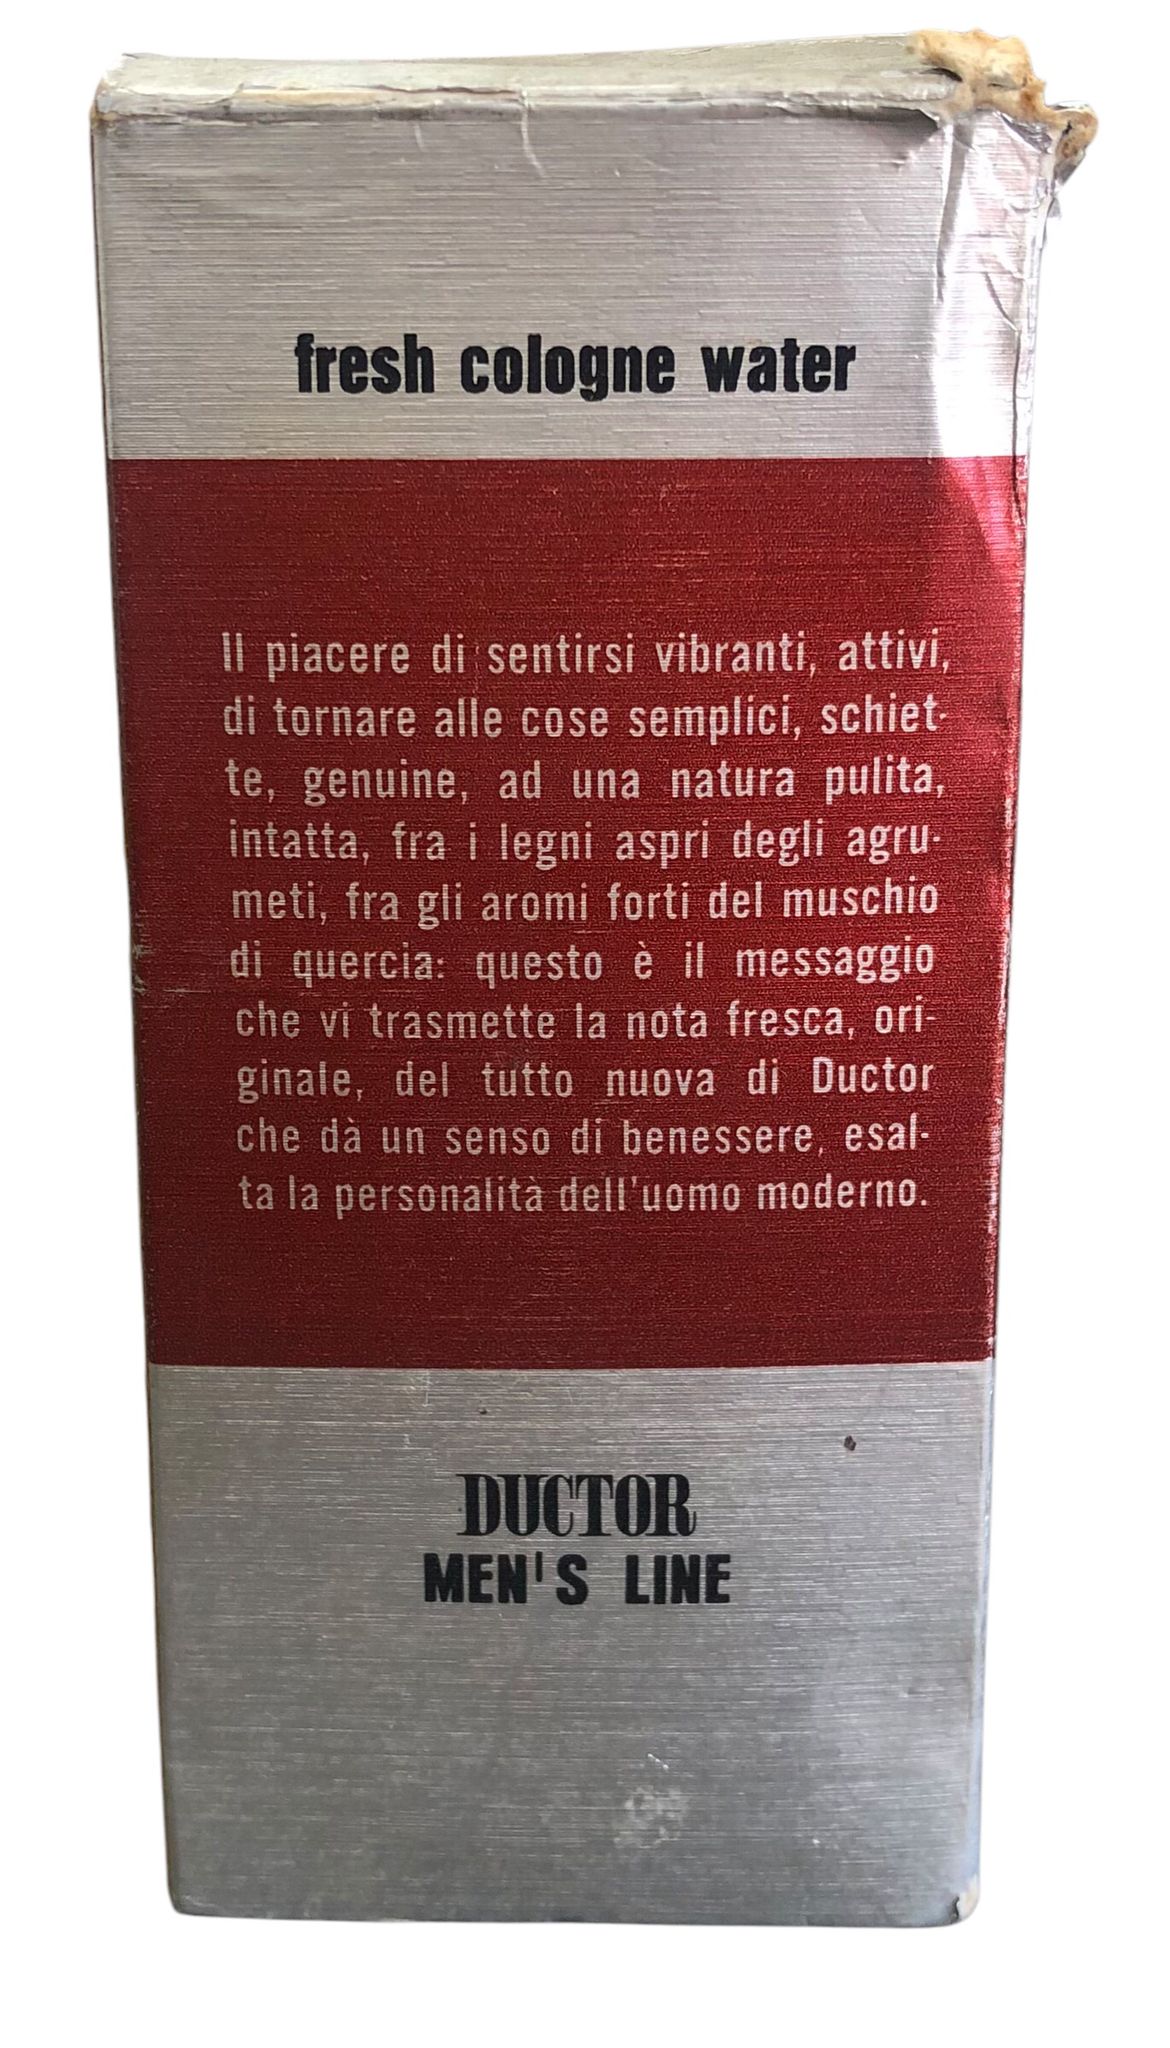 fresh cologne water
Il piacere di sentirsi vibranti, attivi,
di tornare alle cose semplici, schiet-
te, genuine, ad una natura pulita,
intatta, fra i legni aspri degli agru-
meti, fra gli aromi forti del muschio
di quercia: questo è il messaggio
che vi trasmette la nota fresca, ori-
ginale, del tutto nuova di Ductor
che dà un senso di benessere, esal-
ta la personalità dell'uomo moderno.
DUCTOR
MEN'S LINE